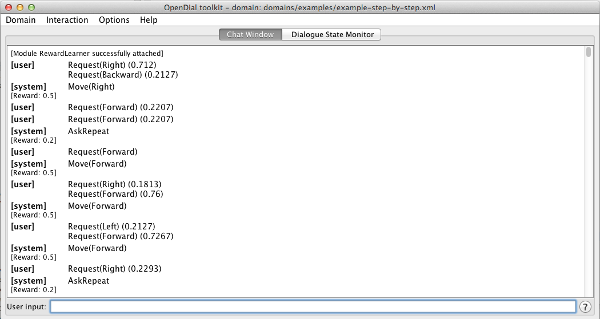 OpenDial toolkit - domain: domains/examples/example-step-by-step.xml
Domain Interaction Options Help
Chat Window Dialogue State Monitor
[Module RewardLearner successfully attached]
[user] Request(Right) (0.712)
Request(Backward) (0.2127)
[system] Move(Right)
[Reward: 0.5]
[user] Request(Forward) (0.2207)
Request(Forward) (0.2207)
[system] AskRepeat
[Reward: 0.2]
[user] Request(Forward)
[system] Move(Forward)
[Reward: 0.5]
[user] Request(Right) (0.1813)
Request(Forward) (0.76)
[system] Move(Forward)
[Reward: 0.5]
[user] Request(Left) (0.2127)
Request(Forward) (0.7267)
[system] Move(Forward)
[Reward: 0.5]
[user] Request(Right) (0.2293)
[system] AskRepeat
[Reward: 0.2]
User input: ?